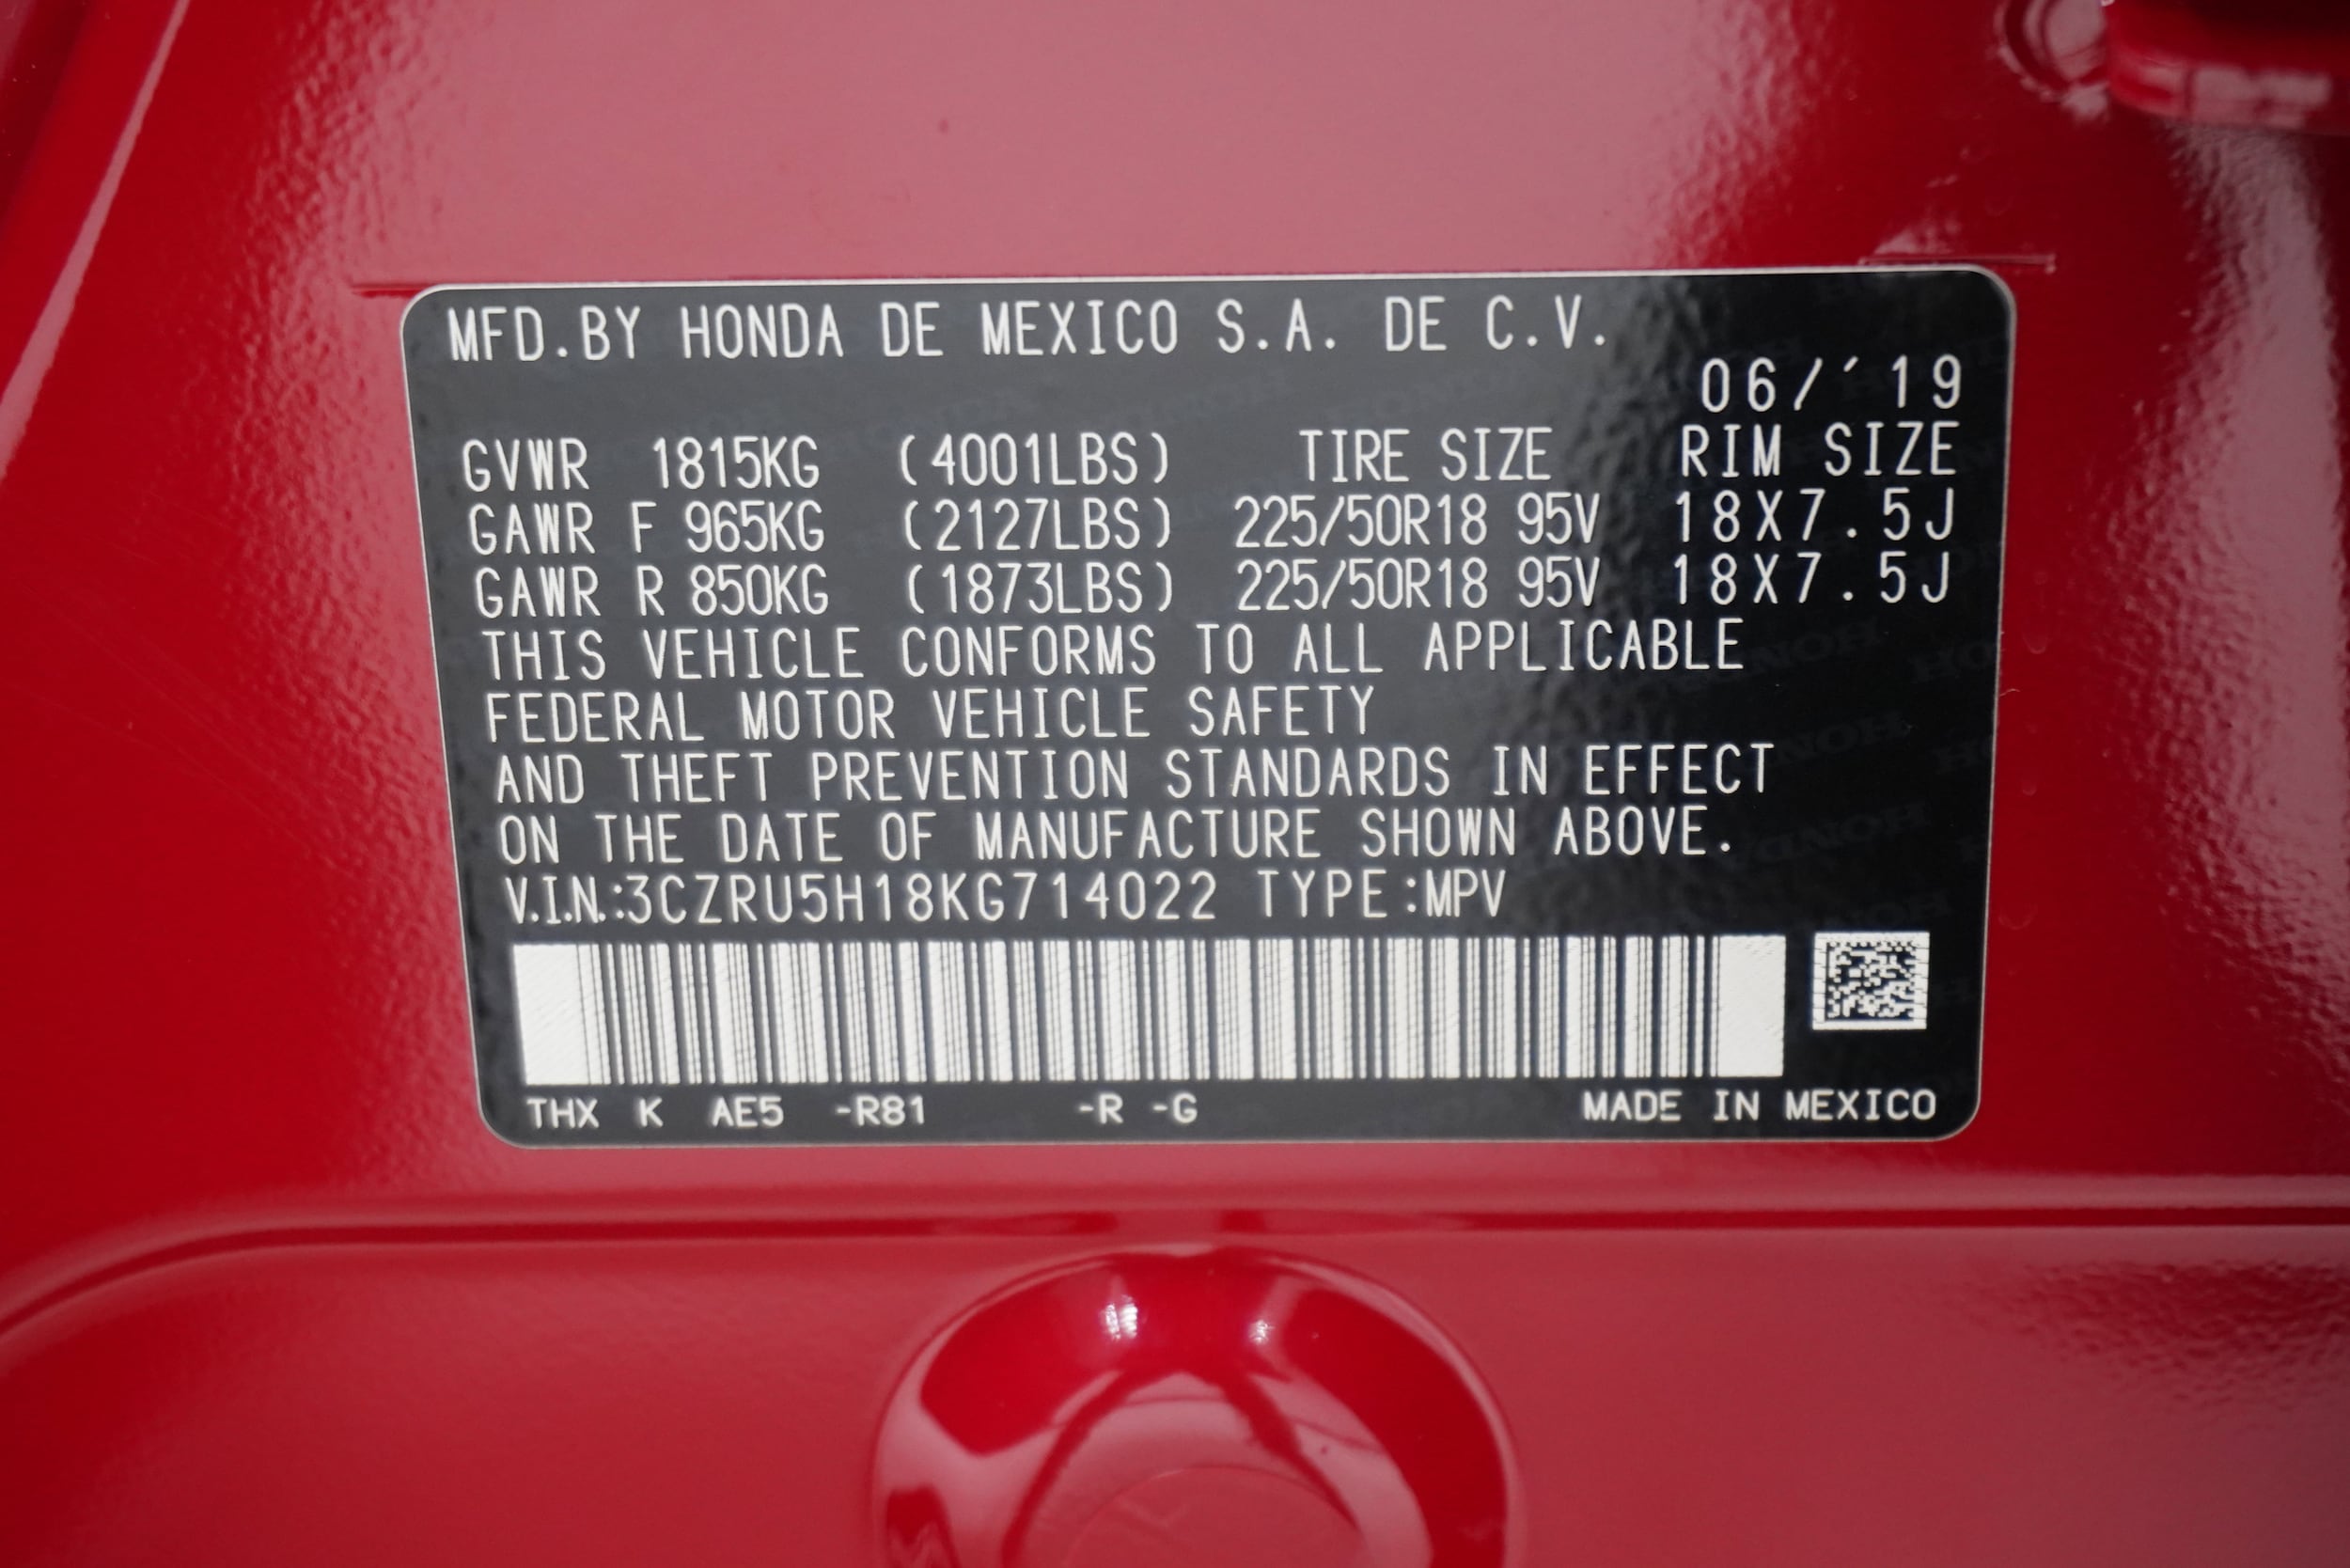 MFD.BY HONDA DE MEXICO S.A. DE C.V.
06/'19
GVWR 1815KG (4001LBS) TIRE SIZE RIM SIZE
GAWR F 965KG (2127LBS) 225/50R18 95V 18X7.5J
GAWR R 850KG (1873LBS) 225/50R18 95V 18X7.5J
THIS VEHICLE CONFORMS TO ALL APPLICABLE
FEDERAL MOTOR VEHICLE SAFETY
AND THEFT PREVENTION STANDARDS IN EFFECT
ON THE DATE OF MANUFACTURE SHOWN ABOVE.
V.I.N.:3CZRU5H18KG714022 TYPE:MPV
THX K AE5 -R81 -R -G MADE IN MEXICO